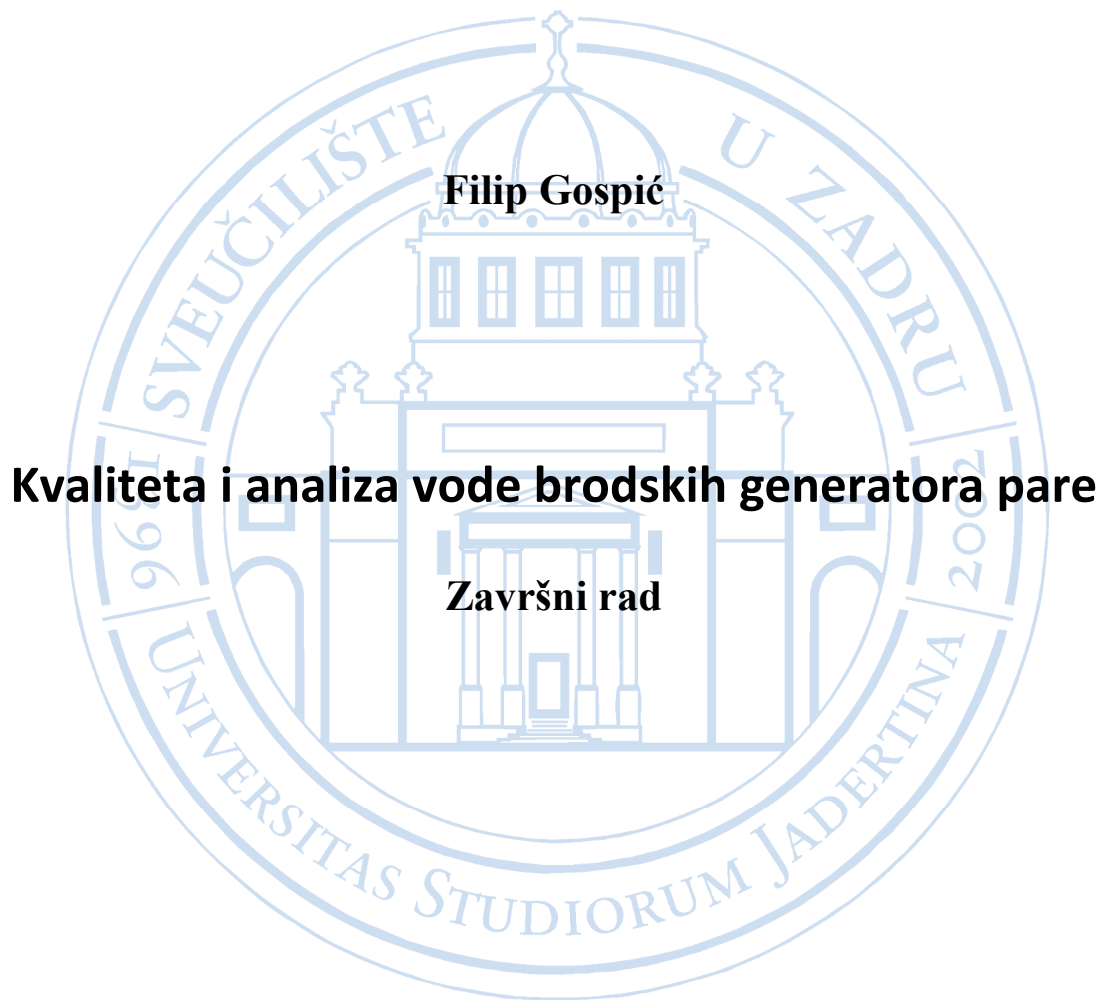 SVEUČILIŠTE U ZADRU
Filip Gospić
Kvaliteta i analiza vode brodskih generatora pare
Završni rad
1396
2002
UNIVERSITAS STUDIORUM JADERTINA